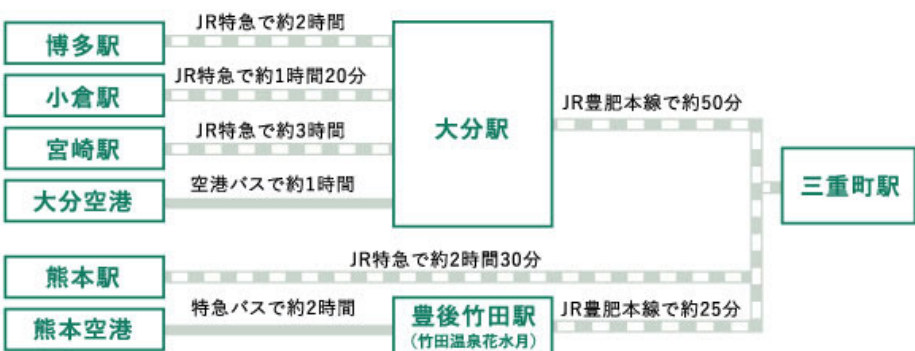 JR特急で約2時間
博多駅
JR特急で約1時間20分
小倉駅
JR特急で約3時間
宮崎駅
空港バスで約1時間
大分空港
大分駅
JR豊肥本線で約50分
三重町駅
JR特急で約2時間30分
熊本駅
特急バスで約2時間
熊本空港
豊後竹田駅
(竹田温泉花水月)
JR豊肥本線で約25分